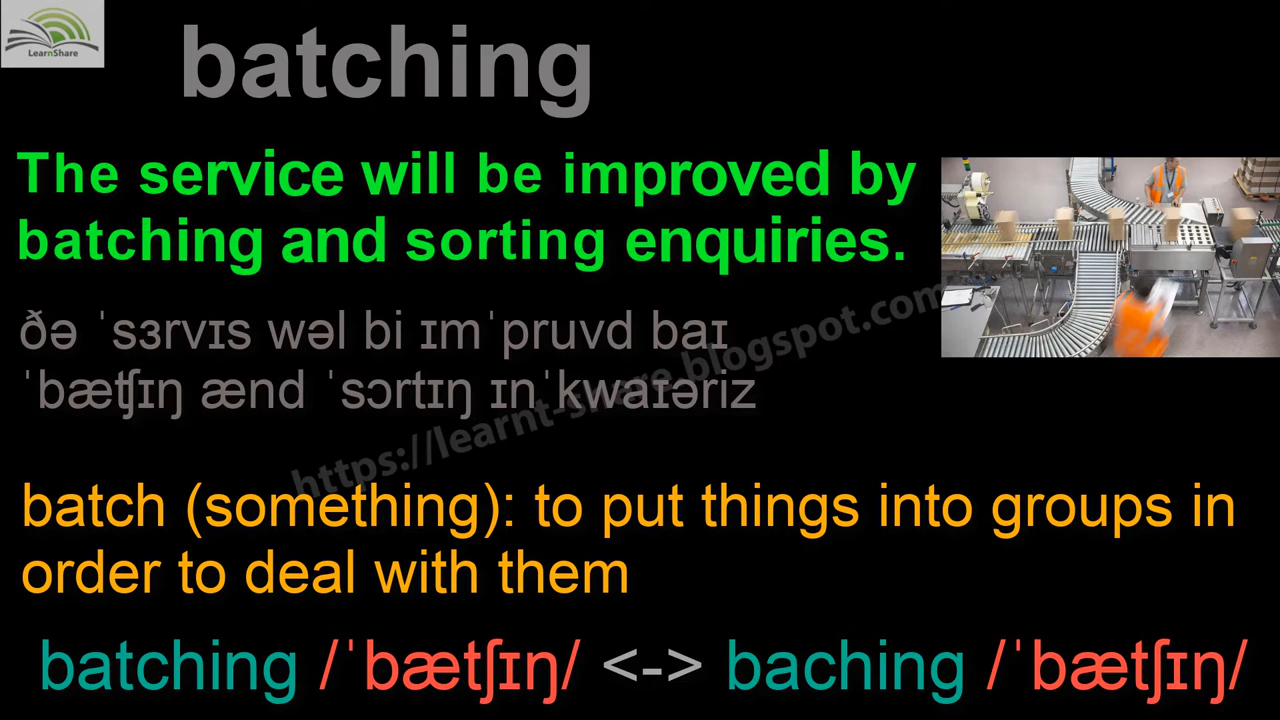 LearnShare
batching
The service will be improved by
batching and sorting enquiries.
ðə ˈsɜrvɪs wəl bi ɪmˈpruvd baɪ
ˈbæʧɪŋ ænd ˈsɔrtɪŋ ɪnˈkwaɪəriz
https://learnt-share.blogspot.com
batch (something): to put things into groups in
order to deal with them
batching /ˈbætʃɪŋ/ <-> baching /ˈbætʃɪŋ/